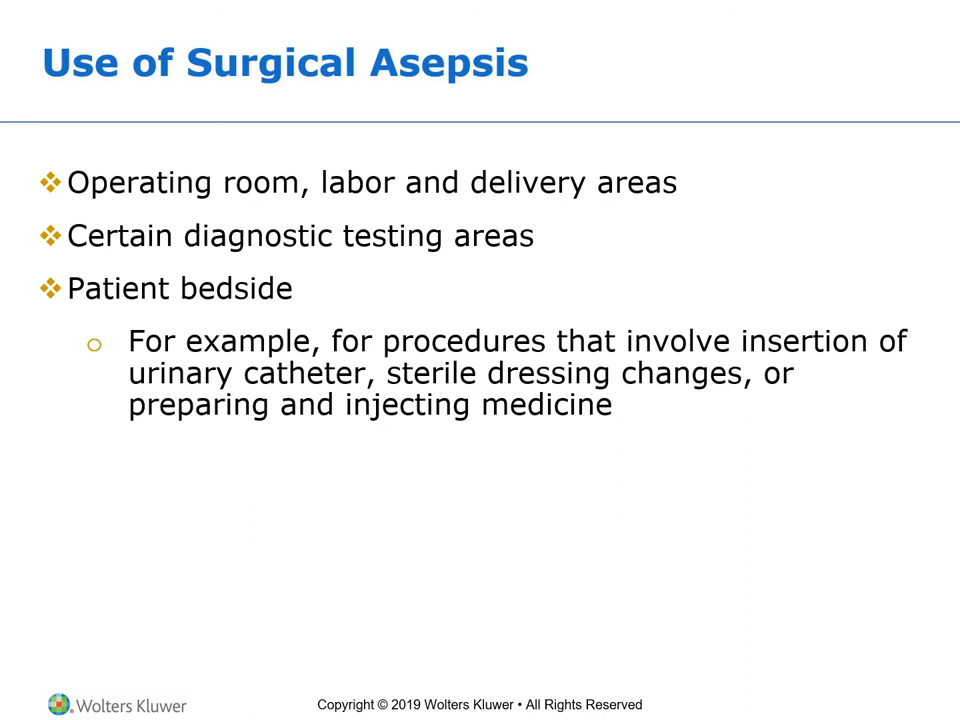 Use of Surgical Asepsis
❖Operating room, labor and delivery areas
❖Certain diagnostic testing areas
❖Patient bedside
o For example, for procedures that involve insertion of
urinary catheter, sterile dressing changes, or
preparing and injecting medicine
Wolters Kluwer
Copyright © 2019 Wolters Kluwer • All Rights Reserved